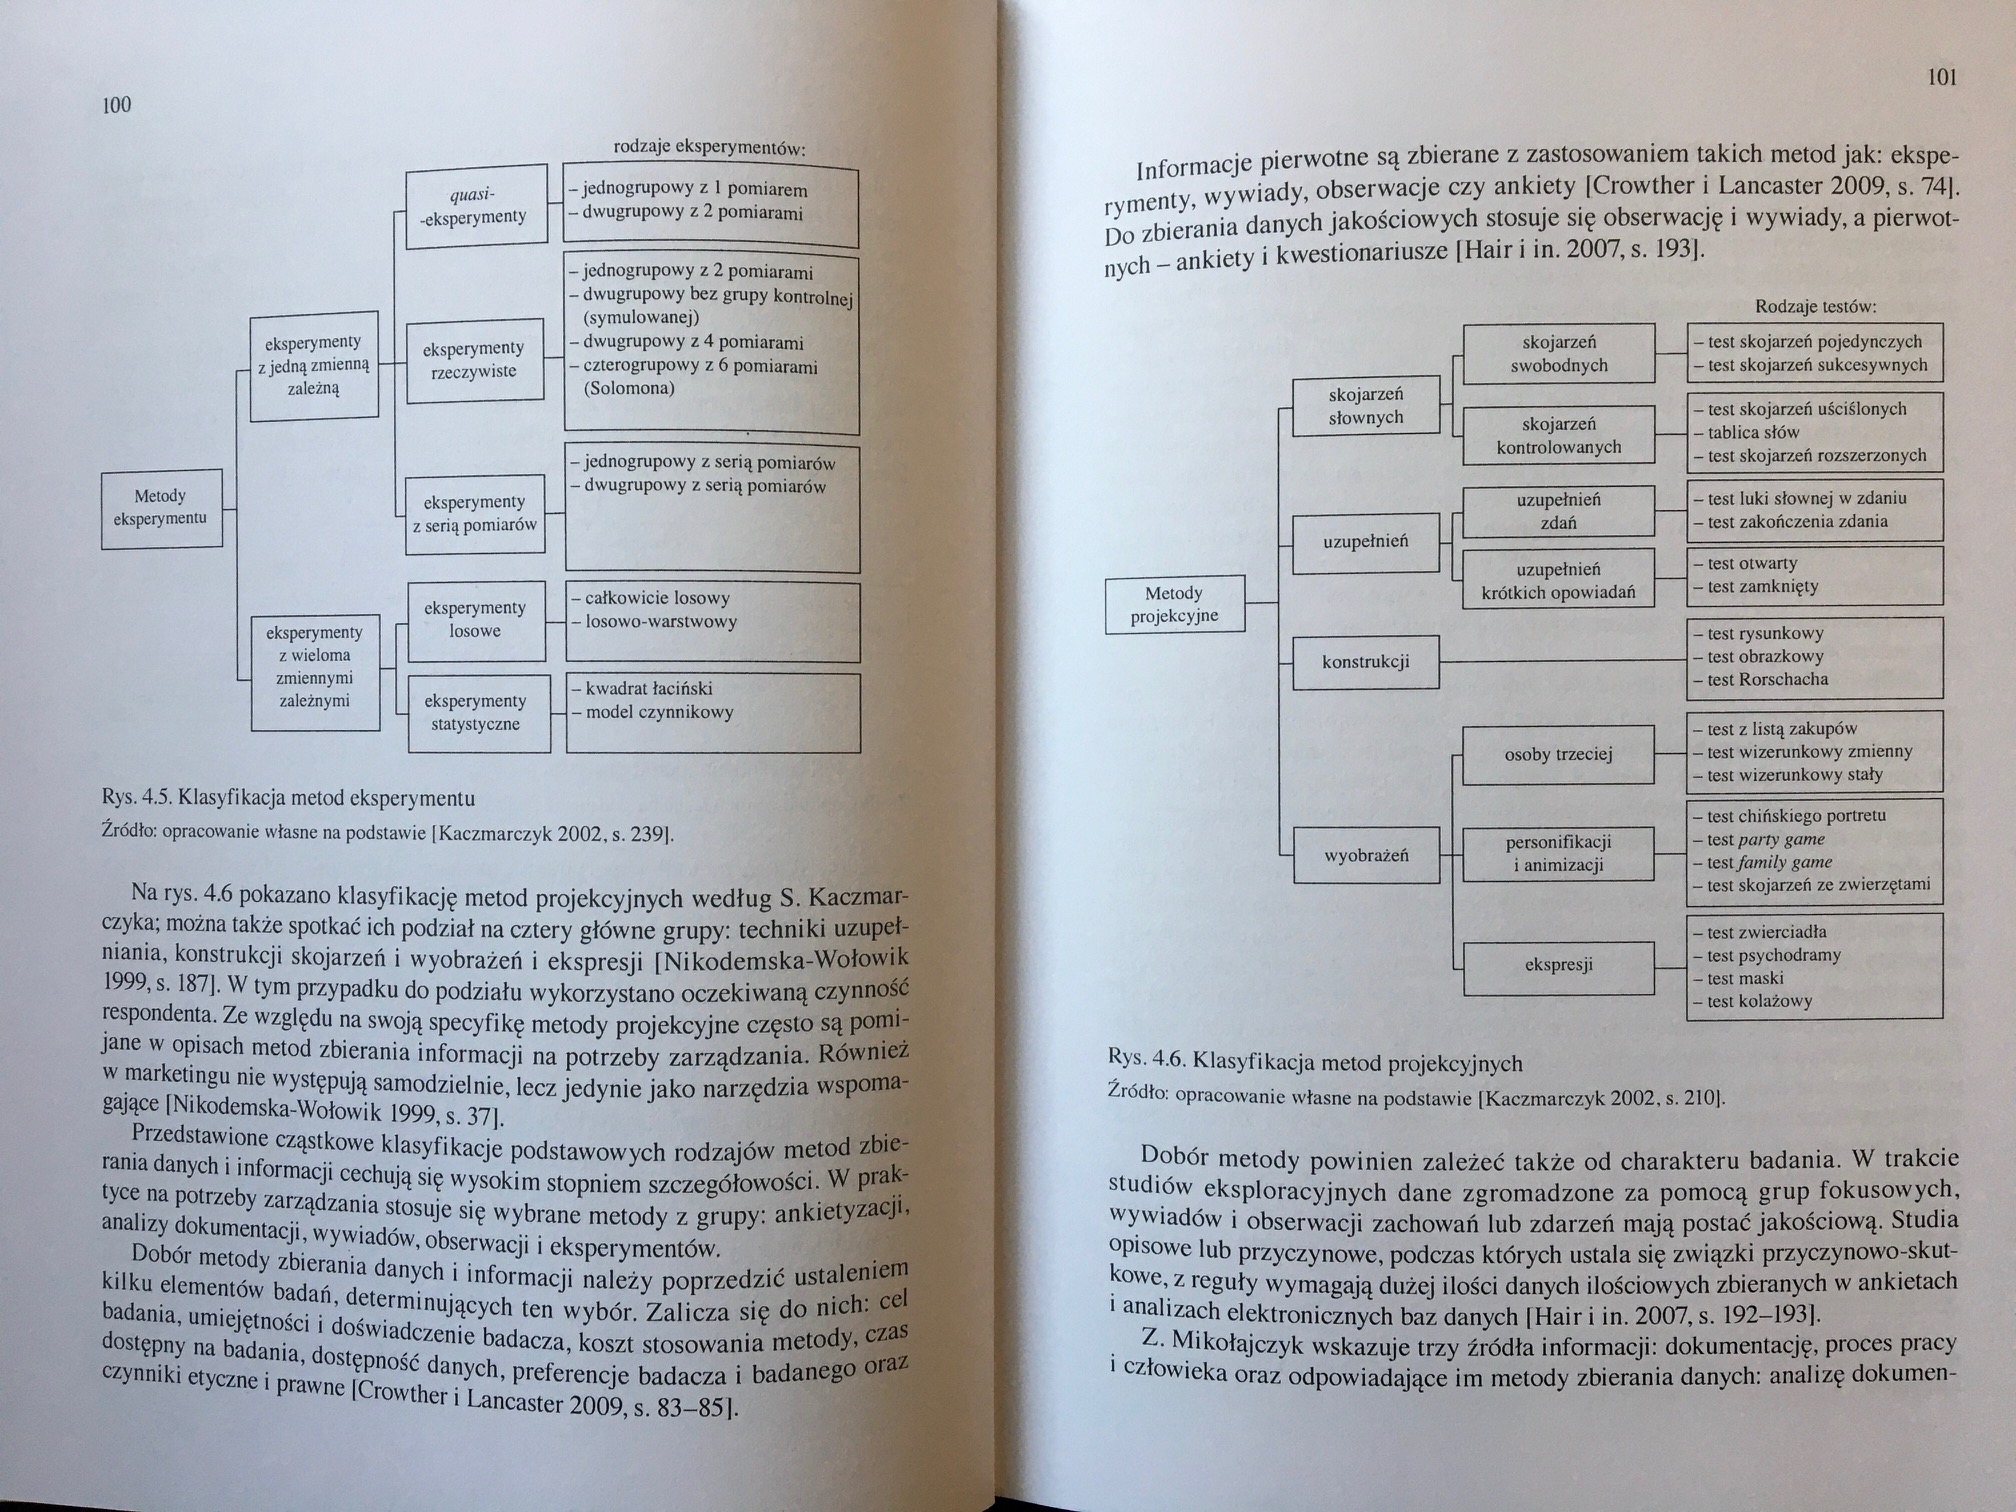 100
rodzaje eksperymentów:
quasi-
-eksperymenty
– jednogrupowy z 1 pomiarem
– dwugrupowy z 2 pomiarami
eksperymenty
z jedną zmienną
zależną
eksperymenty
rzeczywiste
– jednogrupowy z 2 pomiarami
– dwugrupowy bez grupy kontrolnej
(symulowanej)
– dwugrupowy z 4 pomiarami
– czterogrupowy z 6 pomiarami
(Solomona)
Metody
eksperymentu
eksperymenty
z serią pomiarów
– jednogrupowy z serią pomiarów
– dwugrupowy z serią pomiarów
eksperymenty
z wieloma
zmiennymi
zależnymi
eksperymenty
losowe
– całkowicie losowy
– losowo-warstwowy
eksperymenty
statystyczne
– kwadrat łaciński
– model czynnikowy
Rys. 4.5. Klasyfikacja metod eksperymentu
Źródło: opracowanie własne na podstawie [Kaczmarczyk 2002, s. 239].
Na rys. 4.6 pokazano klasyfikację metod projekcyjnych według S. Kaczmar-
czyka; można także spotkać ich podział na cztery główne grupy: techniki uzupeł-
niania, konstrukcji skojarzeń i wyobrażeń i ekspresji [Nikodemska-Wołowik
1999, s. 187]. W tym przypadku do podziału wykorzystano oczekiwaną czynność
respondenta. Ze względu na swoją specyfikę metody projekcyjne często są pomi-
jane w opisach metod zbierania informacji na potrzeby zarządzania. Również
w marketingu nie występują samodzielnie, lecz jedynie jako narzędzia wspoma-
gające [Nikodemska-Wołowik 1999, s. 37].
Przedstawione cząstkowe klasyfikacje podstawowych rodzajów metod zbie-
rania danych i informacji cechują się wysokim stopniem szczegółowości. W prak-
tyce na potrzeby zarządzania stosuje się wybrane metody z grupy: ankietyzacji,
analizy dokumentacji, wywiadów, obserwacji i eksperymentów.
Dobór metody zbierania danych i informacji należy poprzedzić ustaleniem
kilku elementów badań, determinujących ten wybór. Zalicza się do nich: cel
badania, umiejętności i doświadczenie badacza, koszt stosowania metody, czas
dostępny na badania, dostępność danych, preferencje badacza i badanego oraz
czynniki etyczne i prawne [Crowther i Lancaster 2009, s. 83–85].
101
Informacje pierwotne są zbierane z zastosowaniem takich metod jak: ekspe-
rymenty, wywiady, obserwacje czy ankiety [Crowther i Lancaster 2009, s. 74].
Do zbierania danych jakościowych stosuje się obserwację i wywiady, a pierwot-
nych – ankiety i kwestionariusze [Hair i in. 2007, s. 193].
Rodzaje testów:
skojarzeń
słownych
skojarzeń
swobodnych
– test skojarzeń pojedynczych
– test skojarzeń sukcesywnych
skojarzeń
kontrolowanych
– test skojarzeń uściślonych
– tablica słów
– test skojarzeń rozszerzonych
uzupełnień
uzupełnień
zdań
– test luki słownej w zdaniu
– test zakończenia zdania
uzupełnień
krótkich opowiadań
– test otwarty
– test zamknięty
Metody
projekcyjne
konstrukcji
– test rysunkowy
– test obrazkowy
– test Rorschacha
wyobrażeń
osoby trzeciej
– test z listą zakupów
– test wizerunkowy zmienny
– test wizerunkowy stały
personifikacji
i animizacji
– test chińskiego portretu
– test party game
– test family game
– test skojarzeń ze zwierzętami
ekspresji
– test zwierciadła
– test psychodramy
– test maski
– test kolażowy
Rys. 4.6. Klasyfikacja metod projekcyjnych
Źródło: opracowanie własne na podstawie [Kaczmarczyk 2002, s. 210].
Dobór metody powinien zależeć także od charakteru badania. W trakcie
studiów eksploracyjnych dane zgromadzone za pomocą grup fokusowych,
wywiadów i obserwacji zachowań lub zdarzeń mają postać jakościową. Studia
opisowe lub przyczynowe, podczas których ustala się związki przyczynowo-skut-
kowe, z reguły wymagają dużej ilości danych ilościowych zbieranych w ankietach
i analizach elektronicznych baz danych [Hair i in. 2007, s. 192–193].
Z. Mikołajczyk wskazuje trzy źródła informacji: dokumentację, proces pracy
i człowieka oraz odpowiadające im metody zbierania danych: analizę dokumen-